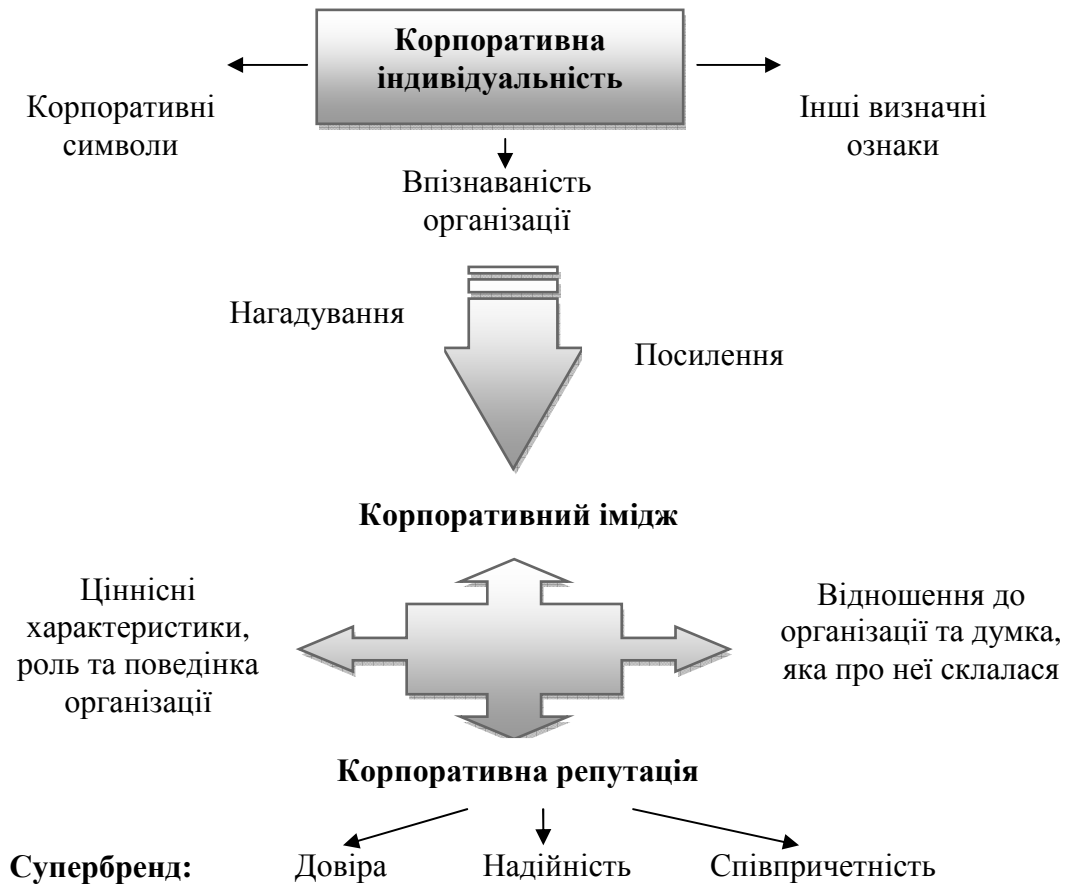 Корпоративна
індивідуальність
Корпоративні
символи
Інші визначні
ознаки
Впізнаваність
організації
Нагадування
Посилення
Корпоративний імідж
Ціннісні
характеристики,
роль та поведінка
організації
Відношення до
організації та думка,
яка про неї склалася
Корпоративна репутація
Супербренд: Довіра Надійність Співпричетність